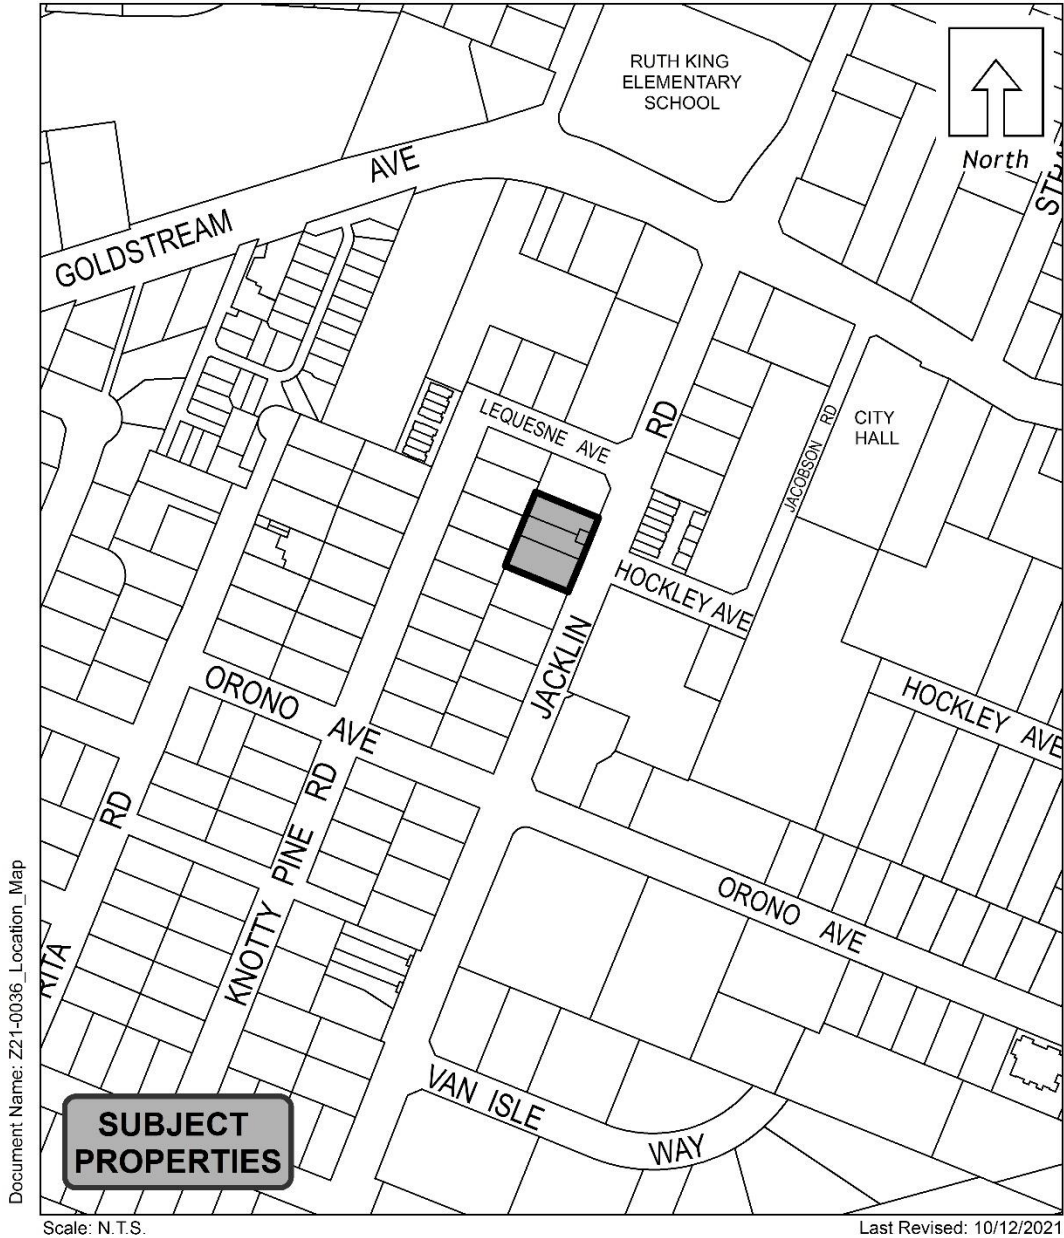 RUTH KING
ELEMENTARY
SCHOOL
North
GOLDSTREAM AVE
LEQUESNE AVE
RD
JACOBSON RD
CITY
HALL
HOCKLEY AVE
JACKLIN
HOCKLEY AVE
ORONO AVE
RD
KNOTTY PINE RD
ORONO AVE
RITA
VAN ISLE WAY
SUBJECT
PROPERTIES
Document Name: Z21-0036_Location_Map
Scale: N.T.S.
Last Revised: 10/12/2021